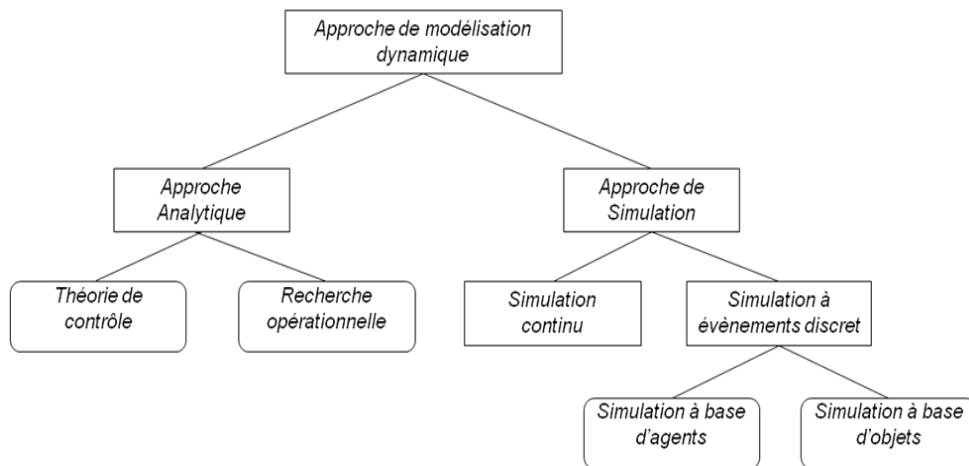 Approche de modélisation
dynamique
Approche
Analytique
Approche de
Simulation
Théorie de
contrôle
Recherche
opérationnelle
Simulation
continu
Simulation à
évènements discret
Simulation à base
d'agents
Simulation à base
d'objets